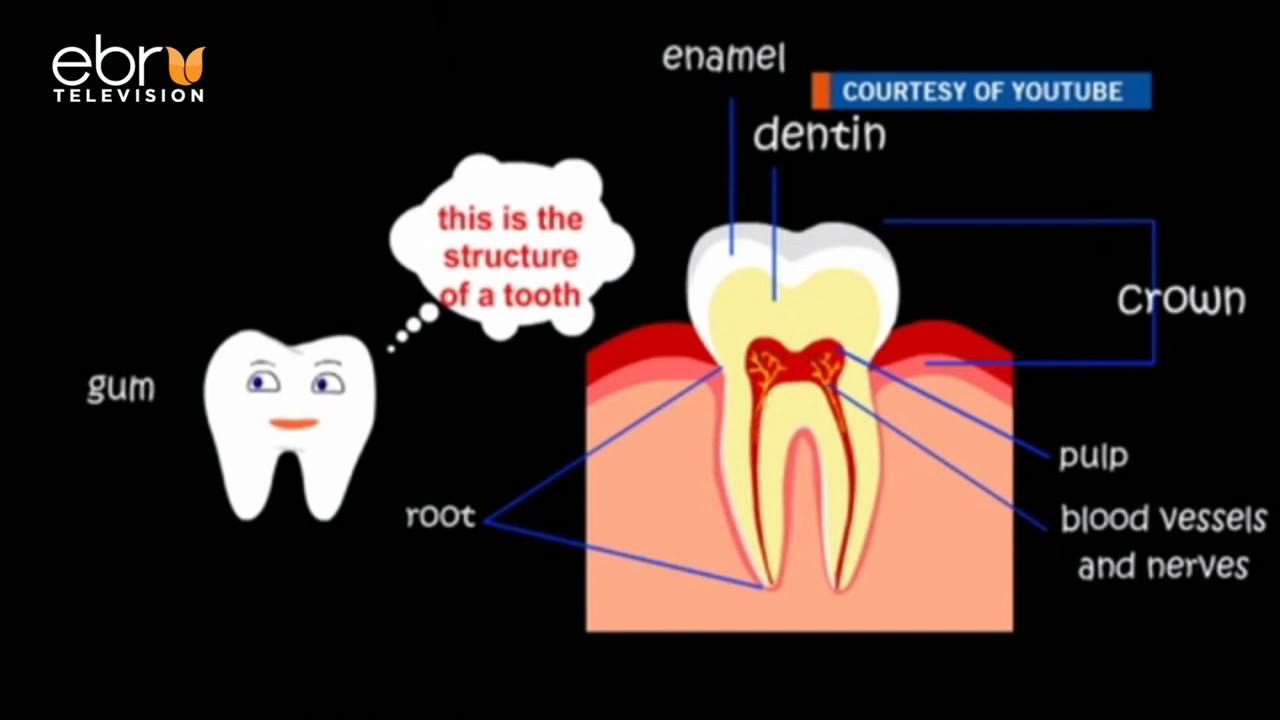 ebru
TELEVISION
enamel
COURTESY OF YOUTUBE
dentin
this is the
structure
of a tooth
crown
gum
pulp
root
blood vessels
and nerves